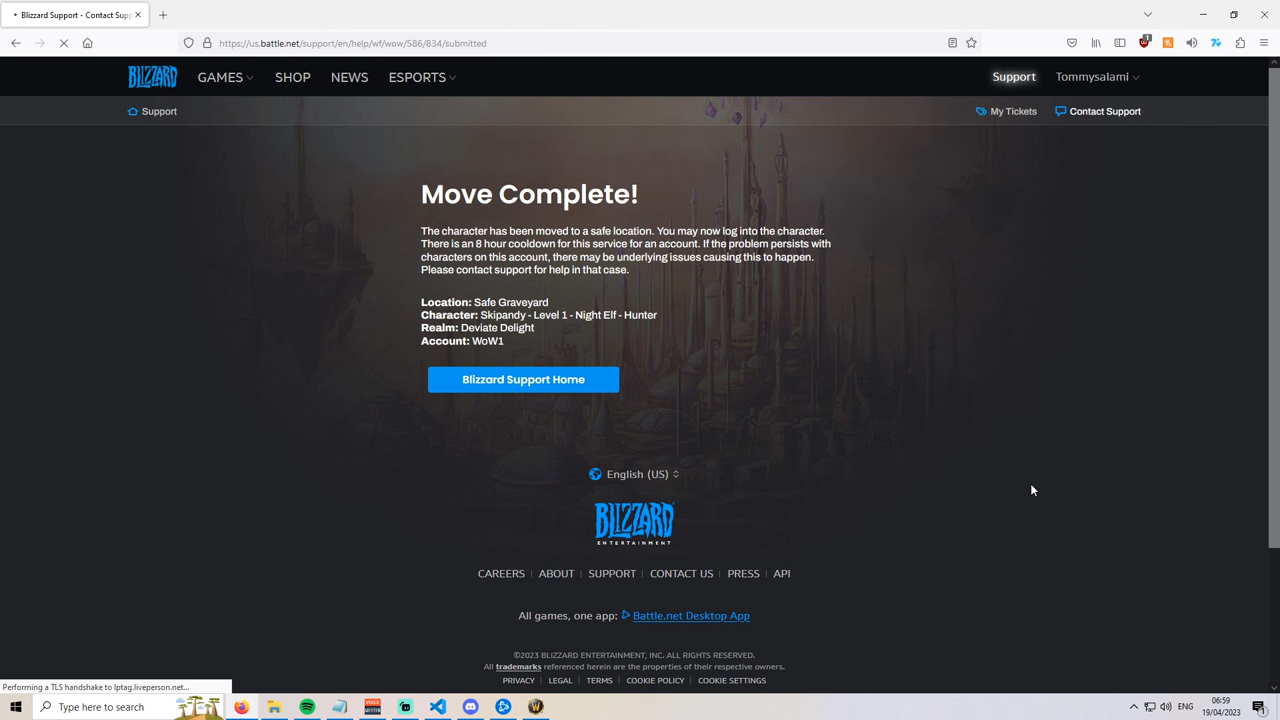 Blizzard Support - Contact Supp
https://us.battle.net/support/en/help/wf/wow/586/834/submitted
1
BLIZZARD GAMES SHOP NEWS ESPORTS Support Tommysalami
Support My Tickets Contact Support
Move Complete!
The character has been moved to a safe location. You may now log into the character.
There is an 8 hour cooldown for this service for an account. If the problem persists with
characters on this account, there may be underlying issues causing this to happen.
Please contact support for help in that case.
Location: Safe Graveyard
Character: Skipandy - Level 1 - Night Elf - Hunter
Realm: Deviate Delight
Account: WoW1
Blizzard Support Home
English (US)
BLIZZARD
ENTERTAINMENT
CAREERS | ABOUT | SUPPORT | CONTACT US | PRESS | API
All games, one app: Battle.net Desktop App
©2023 BLIZZARD ENTERTAINMENT, INC. ALL RIGHTS RESERVED.
All trademarks referenced herein are the properties of their respective owners.
PRIVACY | LEGAL | TERMS | COOKIE POLICY | COOKIE SETTINGS
Performing a TLS handshake to lptag.liveperson.net...
Type here to search
ENG
06:59
19/04/2023
1